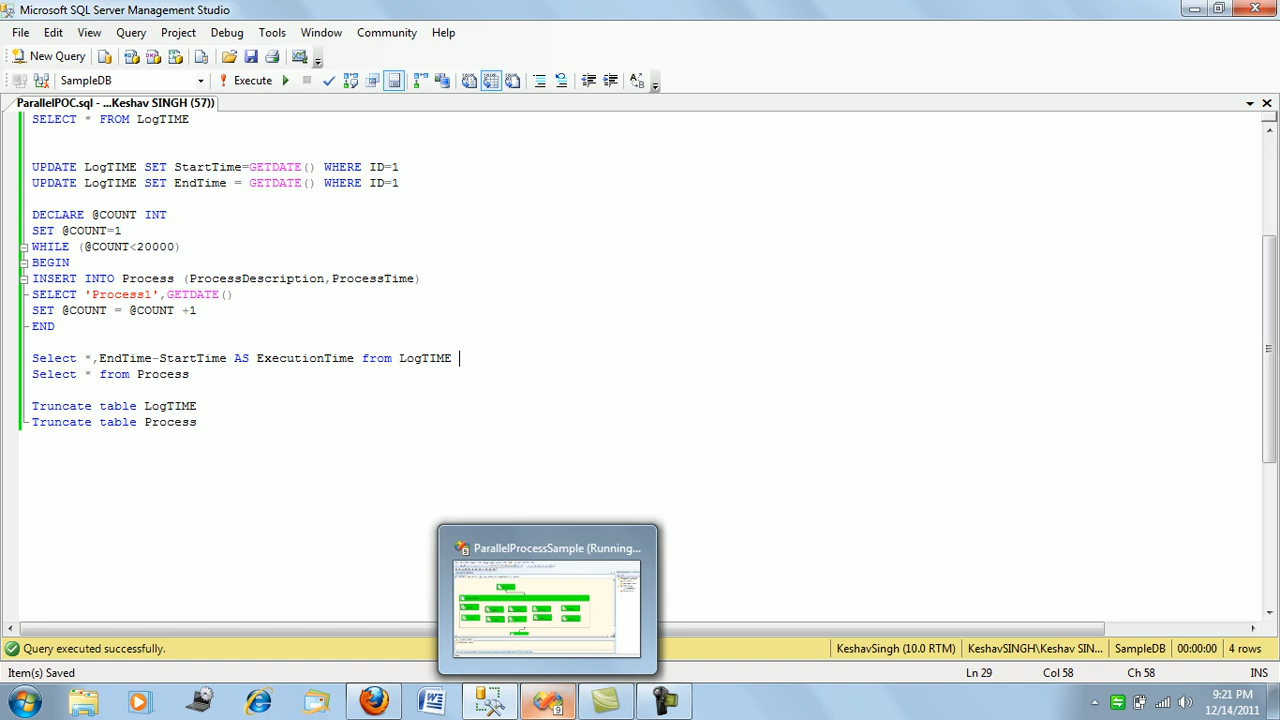 Microsoft SQL Server Management Studio
File Edit View Query Project Debug Tools Window Community Help
New Query
SampleDB Execute
ParallelPOC.sql - ...Keshav SINGH (57))
SELECT * FROM LogTIME
UPDATE LogTIME SET StartTime=GETDATE() WHERE ID=1
UPDATE LogTIME SET EndTime = GETDATE() WHERE ID=1
DECLARE @COUNT INT
SET @COUNT=1
WHILE (@COUNT<20000)
BEGIN
INSERT INTO Process (ProcessDescription,ProcessTime)
SELECT 'Process1',GETDATE()
SET @COUNT = @COUNT +1
END
Select *,EndTime-StartTime AS ExecutionTime from LogTIME
Select * from Process
Truncate table LogTIME
Truncate table Process
ParallelProcessSample (Running...
Query executed successfully. KeshavSingh (10.0 RTM) KeshavSINGH\Keshav SIN... SampleDB 00:00:00 4 rows
Item(s) Saved Ln 29 Col 58 Ch 58 INS
9:21 PM
12/14/2011